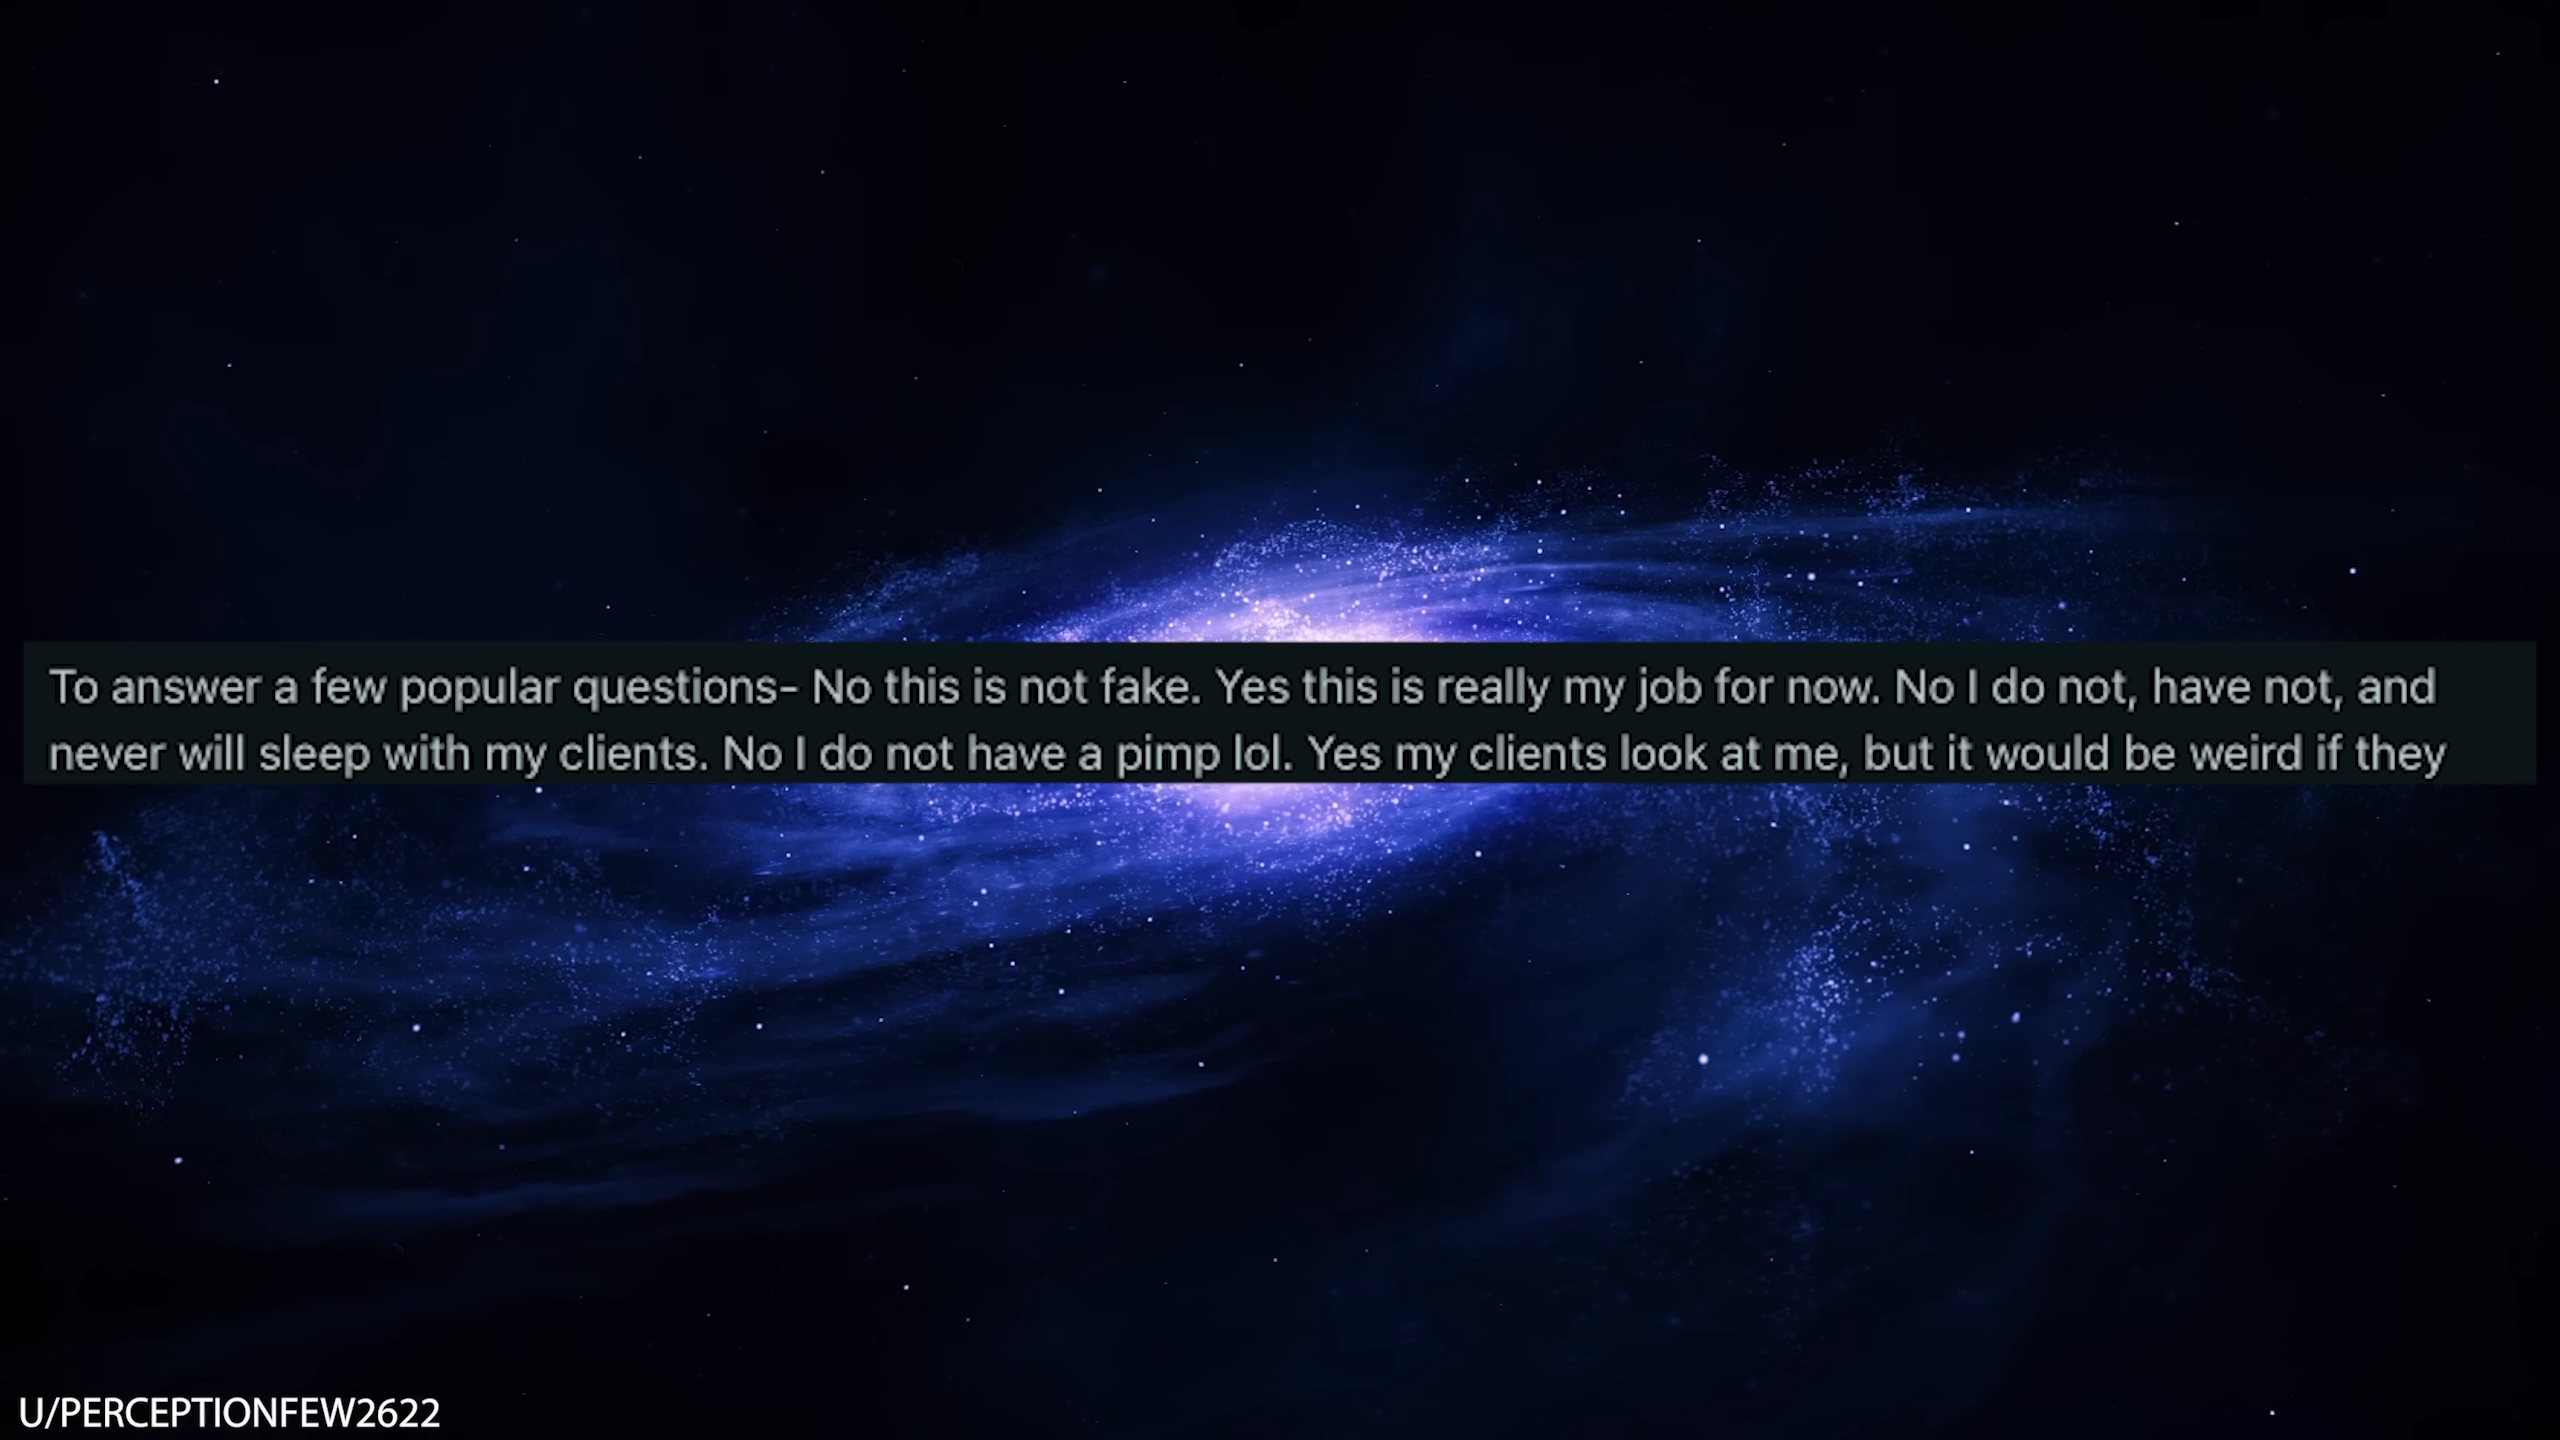 To answer a few popular questions- No this is not fake. Yes this is really my job for now. No I do not, have not, and
never will sleep with my clients. No I do not have a pimp lol. Yes my clients look at me, but it would be weird if they
U/PERCEPTIONFEW2622